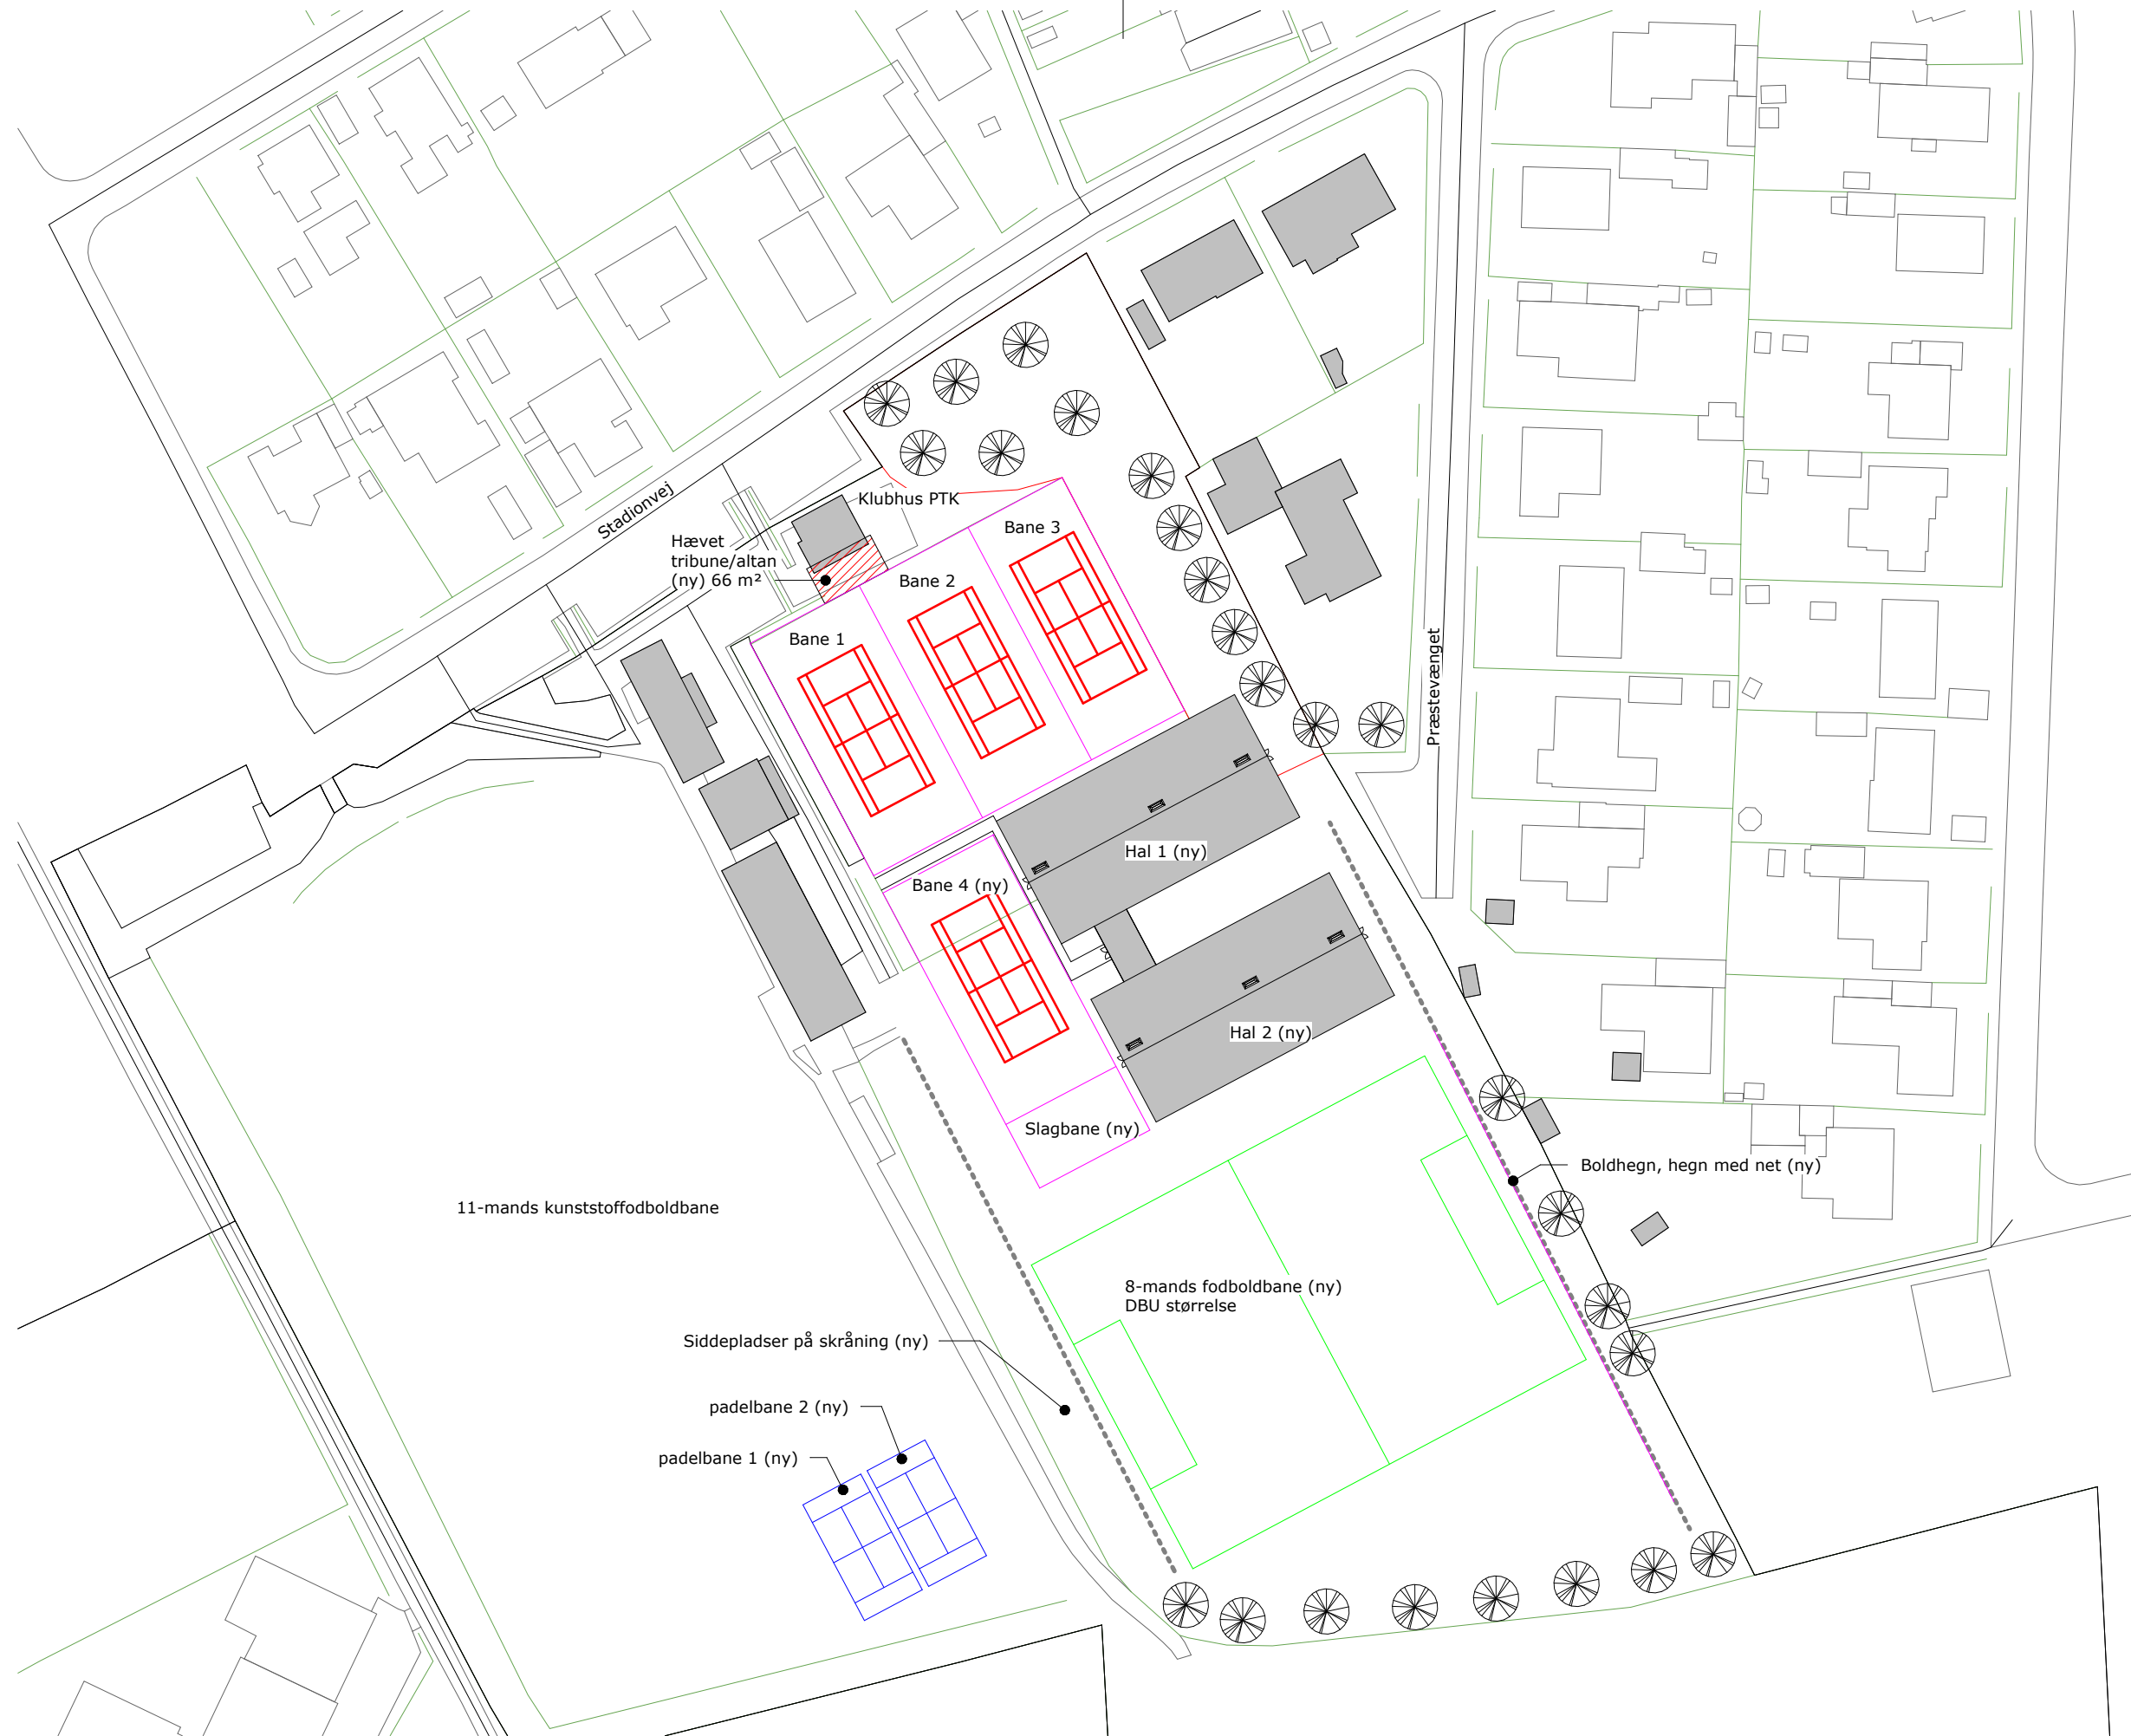 Stadionvej
Klubhus PTK
Hævet
tribune/altan
(ny) 66 m²
Bane 3
Bane 2
Bane 1
Præstevænget
Hal 1 (ny)
Bane 4 (ny)
Hal 2 (ny)
Slagbane (ny)
Boldhegn, hegn med net (ny)
11-mands kunststoffodboldbane
8-mands fodboldbane (ny)
DBU størrelse
Siddepladser på skråning (ny)
padelbane 2 (ny)
padelbane 1 (ny)